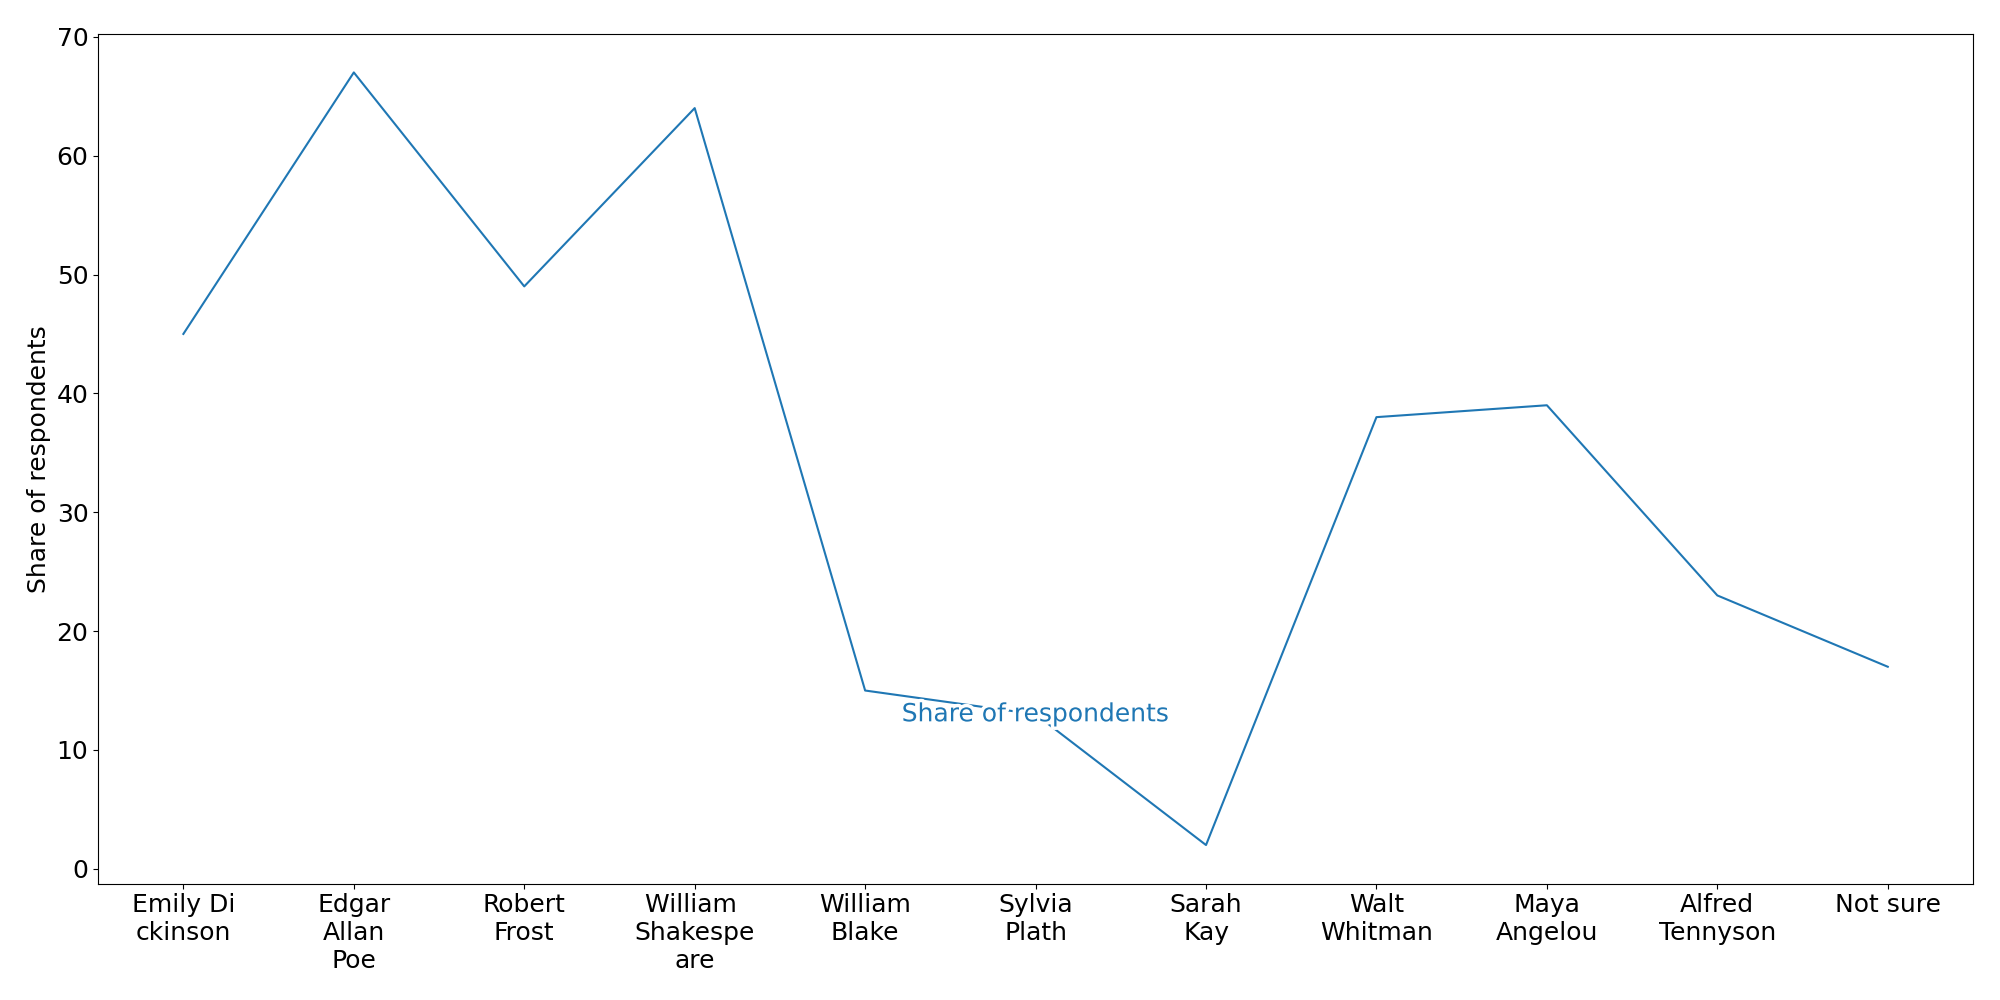 70
60
50
40
30
20
10
0
Share of respondents
Share of respondents
Emily Di
ckinson
Edgar
Allan
Poe
Robert
Frost
William
Shakespe
are
William
Blake
Sylvia
Plath
Sarah
Kay
Walt
Whitman
Maya
Angelou
Alfred
Tennyson
Not sure